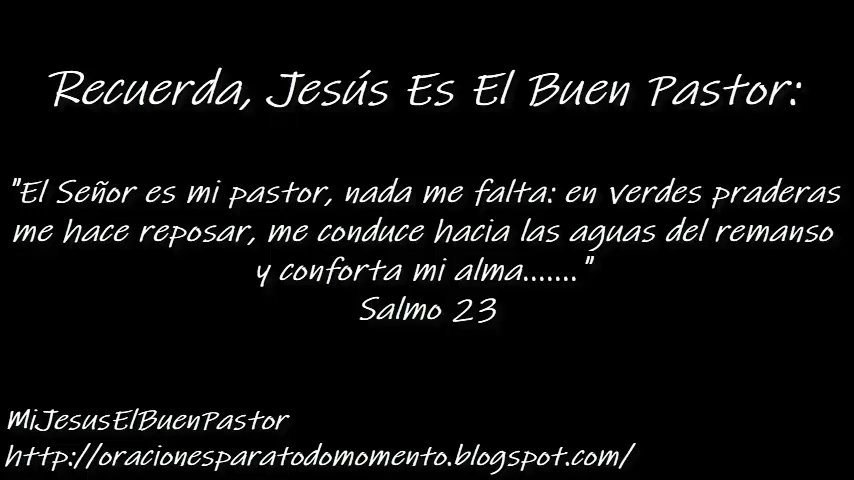 Recuerda, Jesús Es El Buen Pastor:
"El Señor es mi pastor, nada me falta: en verdes praderas
me hace reposar, me conduce hacia las aguas del remanso
y conforta mi alma......."
Salmo 23
MiJesusElBuenPastor
http://oracionesparatodomomento.blogspot.com/